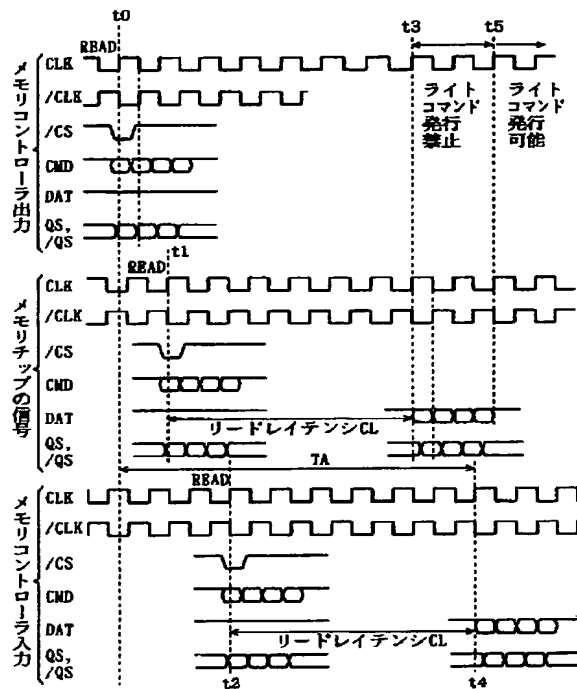 t0
t3
t5
READ
CLK
/CLK
/CS
CMD
DAT
QS,
/QS
メモリコントローラ出力
ライト
コマンド
発行
禁止
ライト
コマンド
発行
可能
t1
READ
CLK
/CLK
/CS
CMD
DAT
QS,
/QS
メモリチップの信号
リードレイテンシCL
TA
READ
CLK
/CLK
/CS
CMD
DAT
QS,
/QS
メモリコントローラ入力
リードレイテンシCL
t2
t4